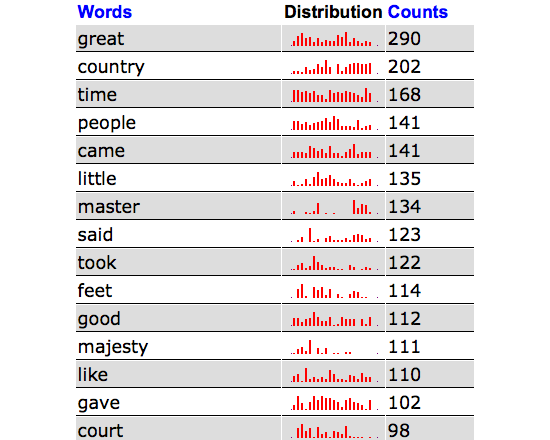 Words Distribution Counts
great 290
country 202
time 168
people 141
came 141
little 135
master 134
said 123
took 122
feet 114
good 112
majesty 111
like 110
gave 102
court 98